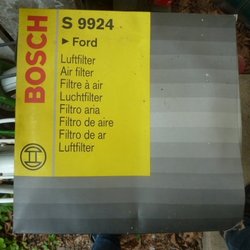 BOSCH
S 9924
► Ford
Luftfilter
Air filter
Filtre à air
Luchtfilter
Filtro aria
Filtro de aire
Filtro de ar
Luftfilter